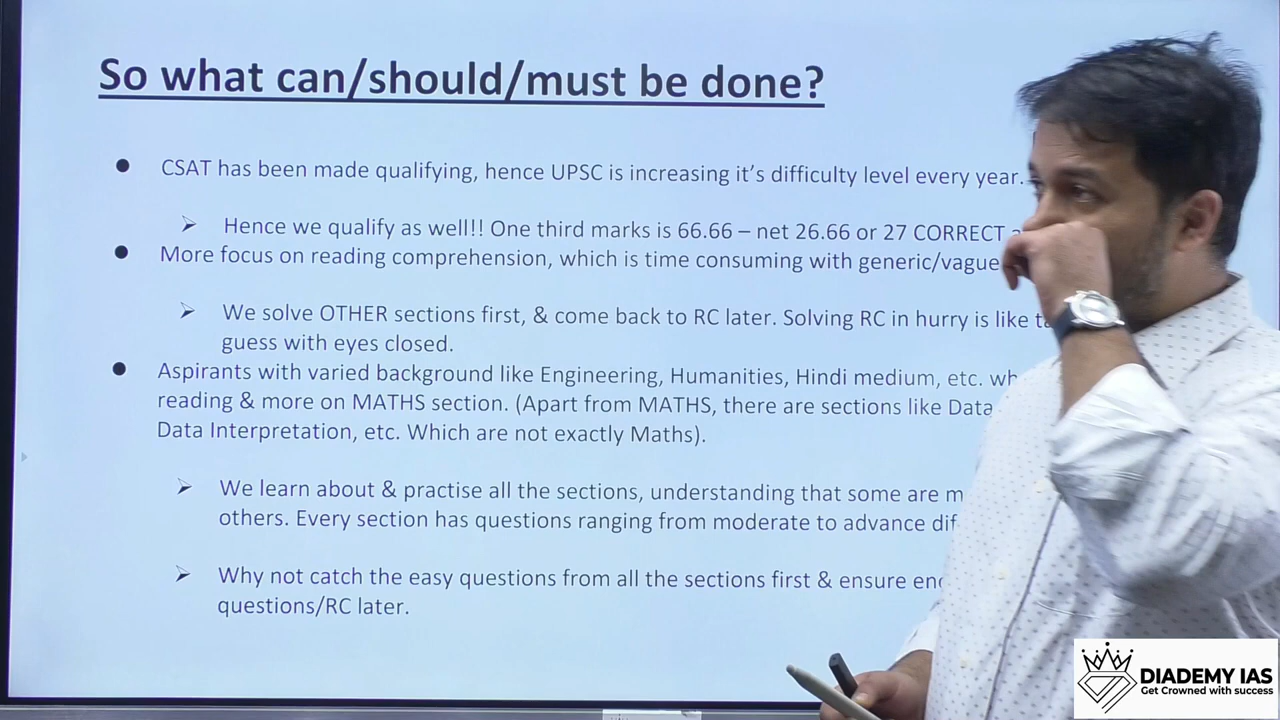 So what can/should/must be done?
● CSAT has been made qualifying, hence UPSC is increasing it's difficulty level every year.
➢ Hence we qualify as well!! One third marks is 66.66 – net 26.66 or 27 CORRECT
● More focus on reading comprehension, which is time consuming with generic/vague
➢ We solve OTHER sections first, & come back to RC later. Solving RC in hurry is like
guess with eyes closed.
● Aspirants with varied background like Engineering, Humanities, Hindi medium, etc.
reading & more on MATHS section. (Apart from MATHS, there are sections like Data
Data Interpretation, etc. Which are not exactly Maths).
➢ We learn about & practise all the sections, understanding that some are
others. Every section has questions ranging from moderate to advance
➢ Why not catch the easy questions from all the sections first & ensure
questions/RC later.
DIADEMY IAS
Get Crowned with success